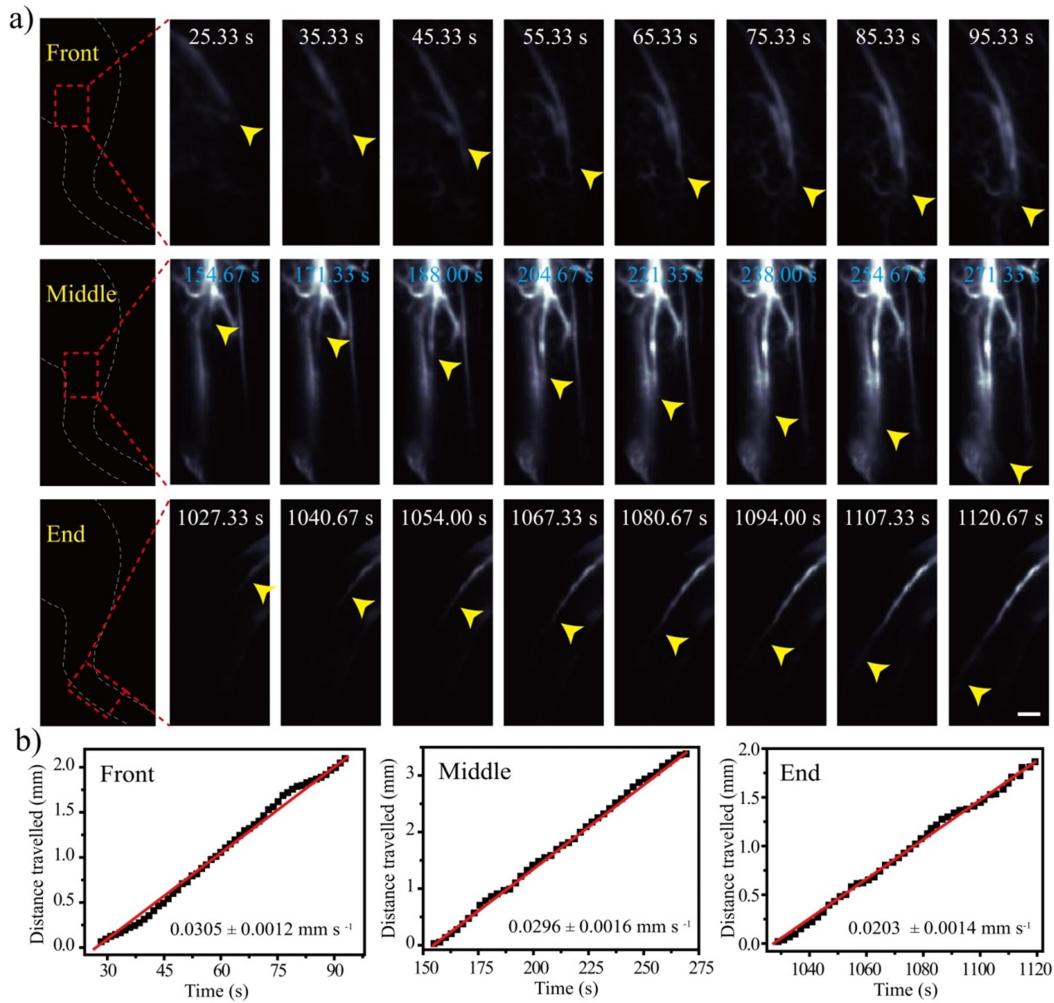 a)
Front
25.33 s 35.33 s 45.33 s 55.33 s 65.33 s 75.33 s 85.33 s 95.33 s
Middle
154.67 s 171.33 s 188.00 s 204.67 s 221.33 s 238.00 s 254.67 s 271.33 s
End
1027.33 s 1040.67 s 1054.00 s 1067.33 s 1080.67 s 1094.00 s 1107.33 s 1120.67 s
b)
Distance travelled (mm)
2.0
1.5
1.0
0.5
0.0
Front
0.0305 ± 0.0012 mm s⁻¹
30 45 60 75 90
Time (s)
Distance travelled (mm)
3
2
1
0
Middle
0.0296 ± 0.0016 mm s⁻¹
150 175 200 225 250 275
Time (s)
Distance travelled (mm)
2.0
1.5
1.0
0.5
0.0
End
0.0203 ± 0.0014 mm s⁻¹
1040 1060 1080 1100 1120
Time (s)